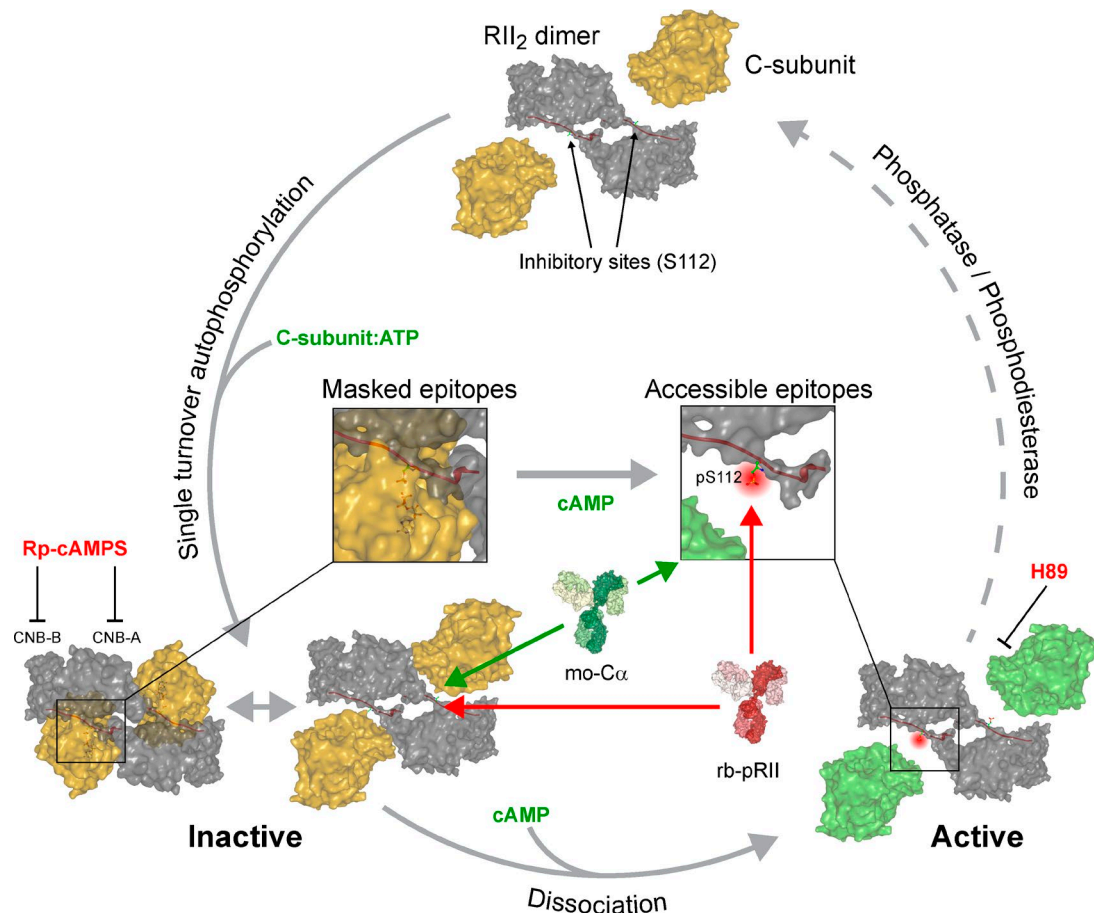 RII₂ dimer
C-subunit
Inhibitory sites (S112)
Single turnover autophosphorylation
C-subunit:ATP
Phosphatase / Phosphodiesterase
Masked epitopes
Accessible epitopes
pS112
cAMP
Rp-cAMPS
CNB-B
CNB-A
mo-Cα
rb-pRII
H89
Inactive
cAMP
Active
Dissociation